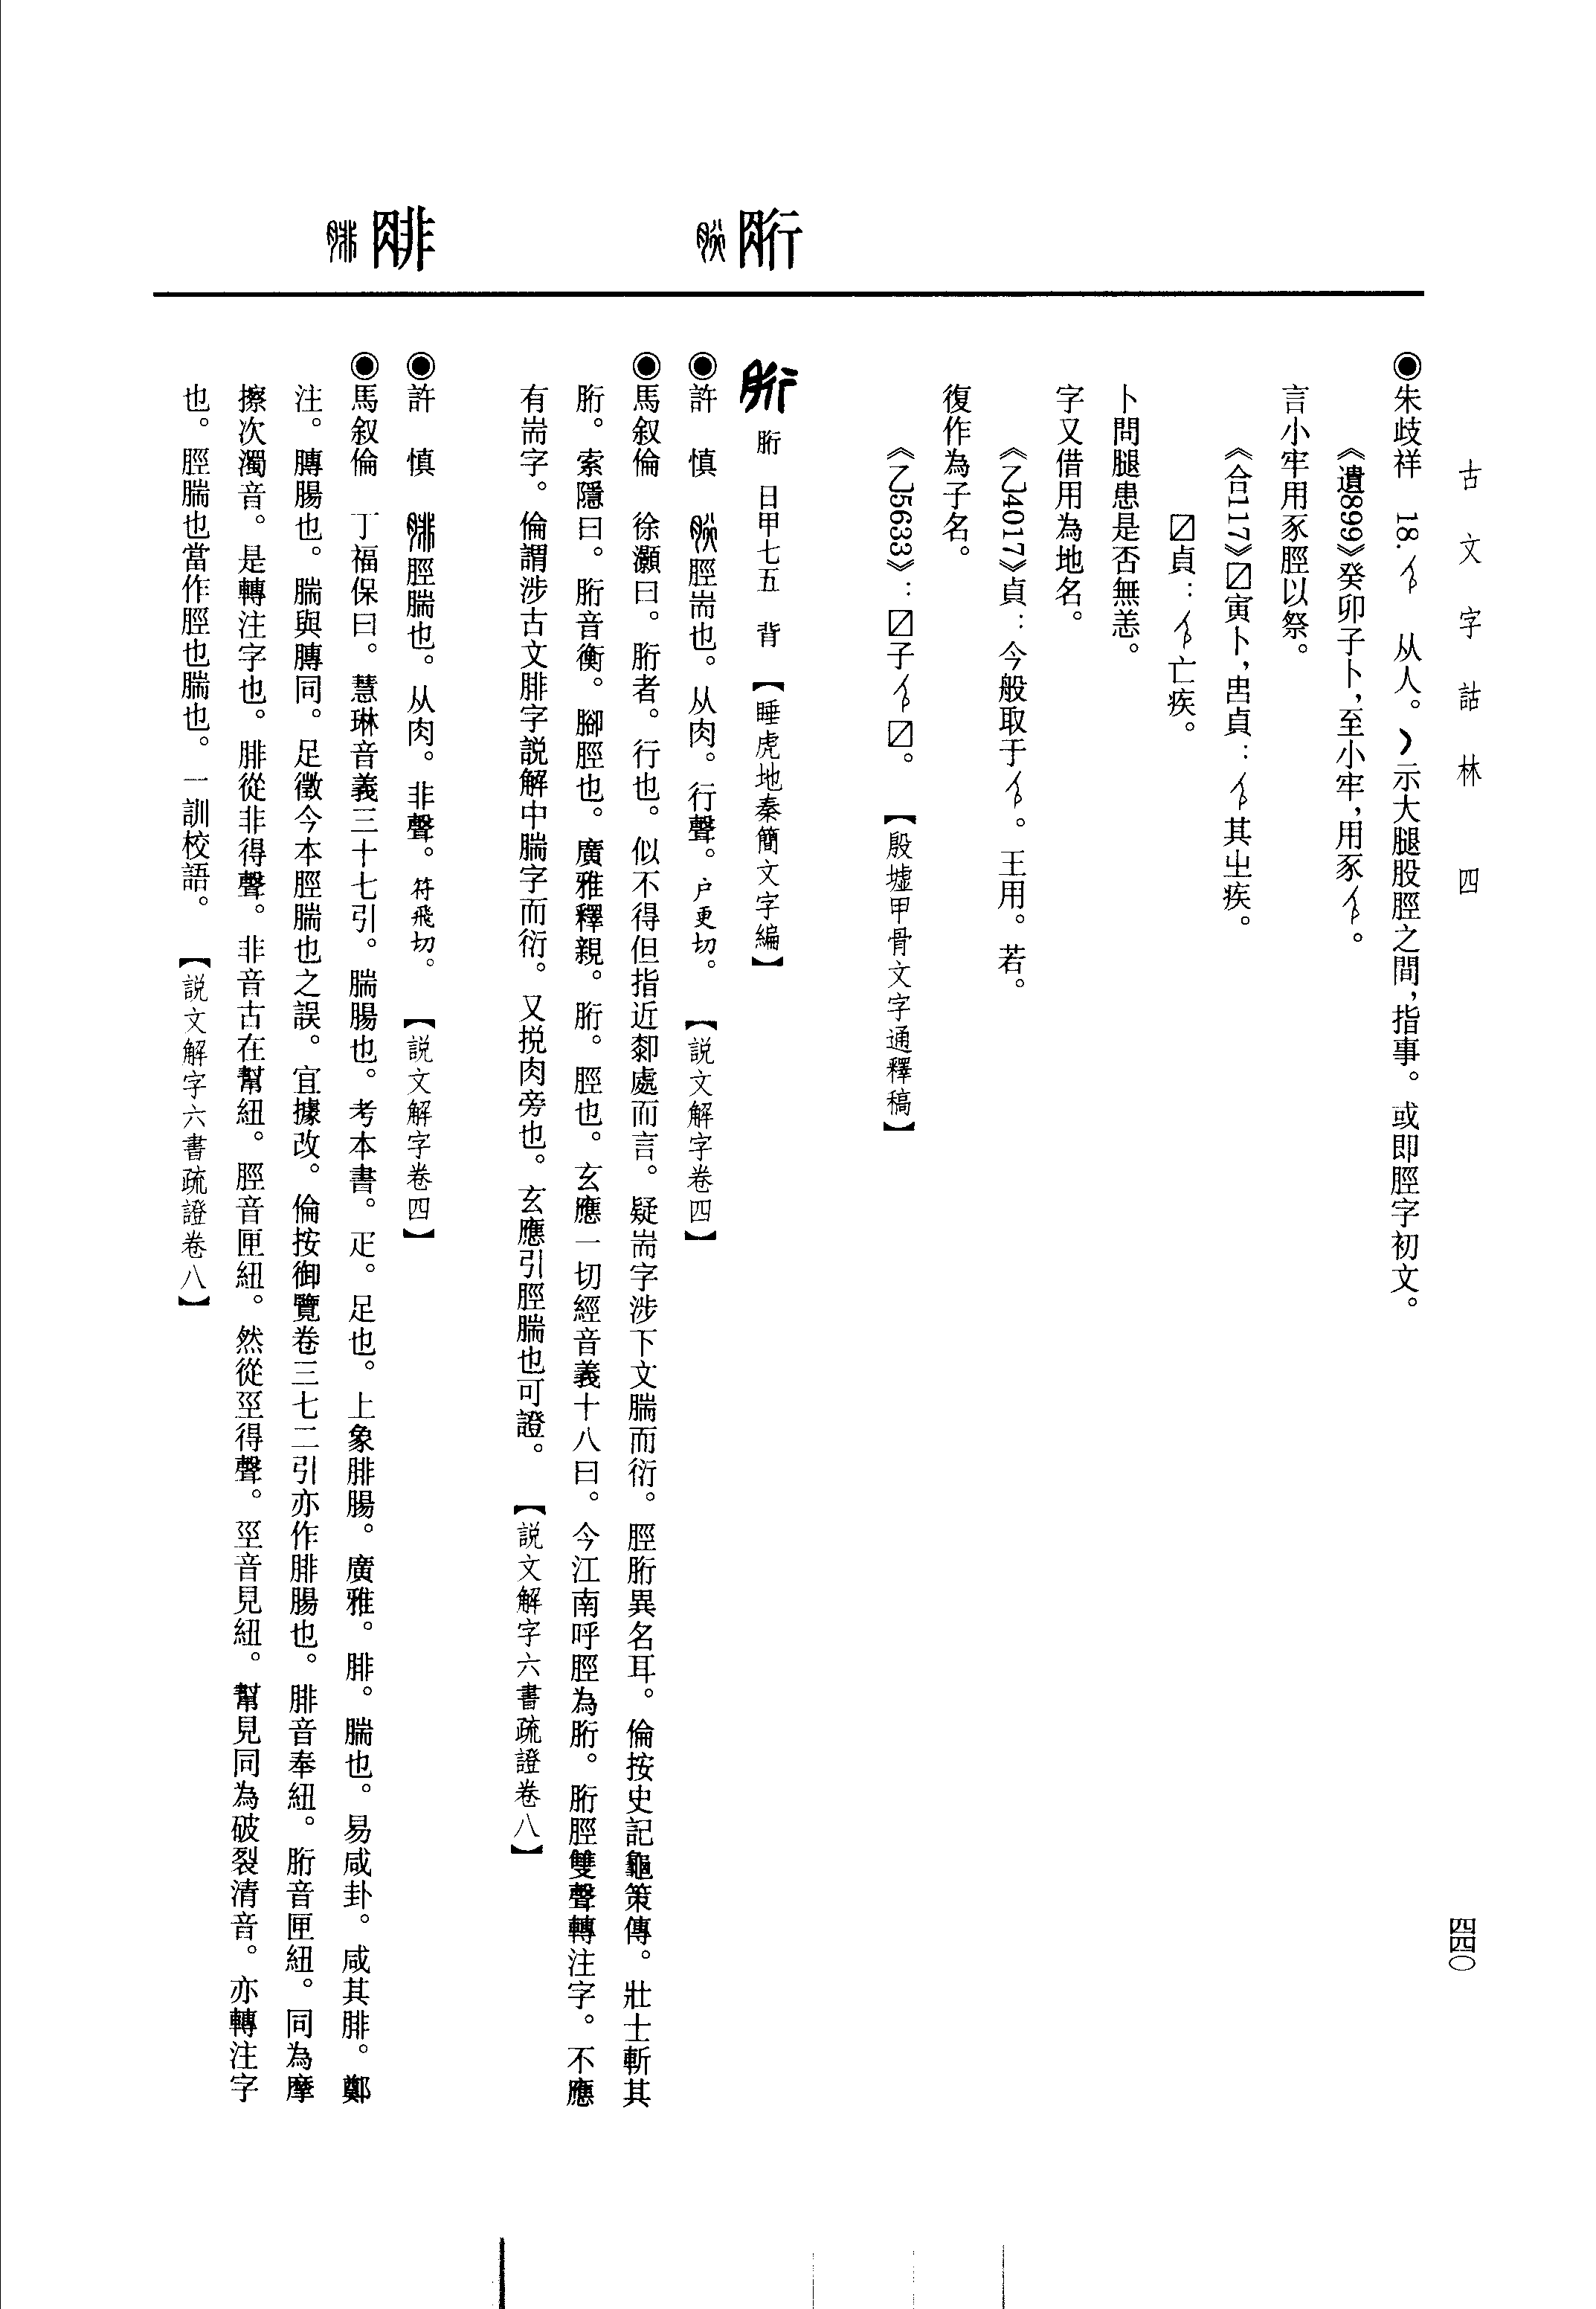 古文字詁林 四
四四〇
◉朱歧祥 18. 从人。示大腿股脛之間，指事。或即脛字初文。
《遺899》癸卯子卜，至小牢，用豕。
言小牢用豕脛以祭。
《合117》☑寅卜，𠱠貞：其㞢疾。
☑貞：亡疾。
卜問腿患是否無恙。
字又借用為地名。
《乙4017》貞：今般取于。王用。若。
復作為子名。
《乙5633》：☑子☑。 【殷墟甲骨文字通釋稿】
胻
胻 日甲七五 背 【睡虎地秦簡文字編】
◉許 慎 脛耑也。从肉。行聲。户更切。 【説文解字卷四】
◉馬叙倫 徐灝曰。胻者。行也。似不得但指近厀處而言。疑耑字涉下文腨而衍。脛胻異名耳。倫按史記龜策傳。壯士斬其
胻。索隱曰。胻音衡。腳脛也。廣雅釋親。胻。脛也。玄應一切經音義十八曰。今江南呼脛為胻。胻脛雙聲轉注字。不應
有耑字。倫謂涉古文腓字説解中腨字而衍。又挩肉旁也。玄應引脛腨也可證。 【説文解字六書疏證卷八】
腓
◉許 慎 脛腨也。从肉。非聲。符飛切。 【説文解字卷四】
◉馬叙倫 丁福保曰。慧琳音義三十七引。腨腸也。考本書。疋。足也。上象腓腸。廣雅。腓。腨也。易咸卦。咸其腓。鄭
注。膞腸也。腨與膞同。足徵今本脛腨也之誤。宜據改。倫按御覽卷三七二引亦作腓腸也。腓音奉紐。胻音匣紐。同為摩
擦次濁音。是轉注字也。腓從非得聲。非音古在幫紐。脛音匣紐。然從巠得聲。巠音見紐。幫見同為破裂清音。亦轉注字
也。脛腨也當作脛也腨也。一訓校語。 【説文解字六書疏證卷八】